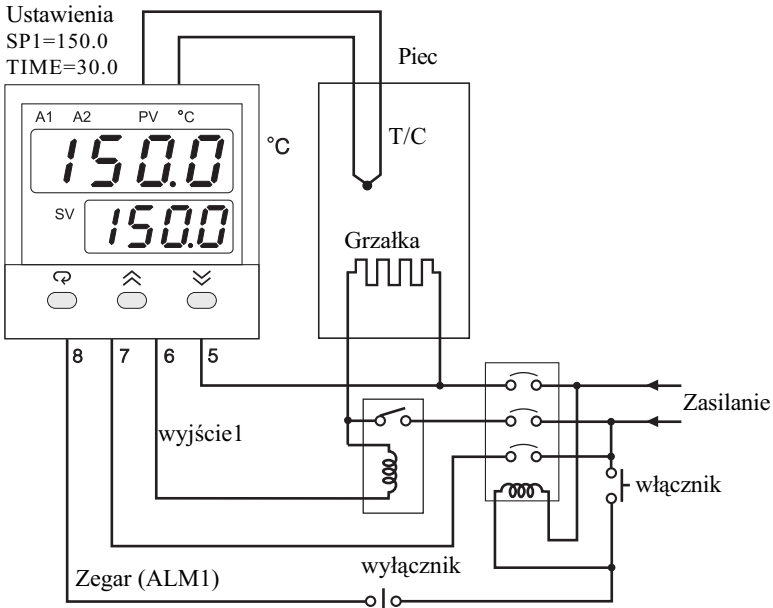 Ustawienia
SP1=150.0
TIME=30.0
Piec
A1 A2 PV °C
°C
150.0
T/C
SV 150.0
Grzałka
8 7 6 5
Zasilanie
wyjście1
włącznik
wyłącznik
Zegar (ALM1)